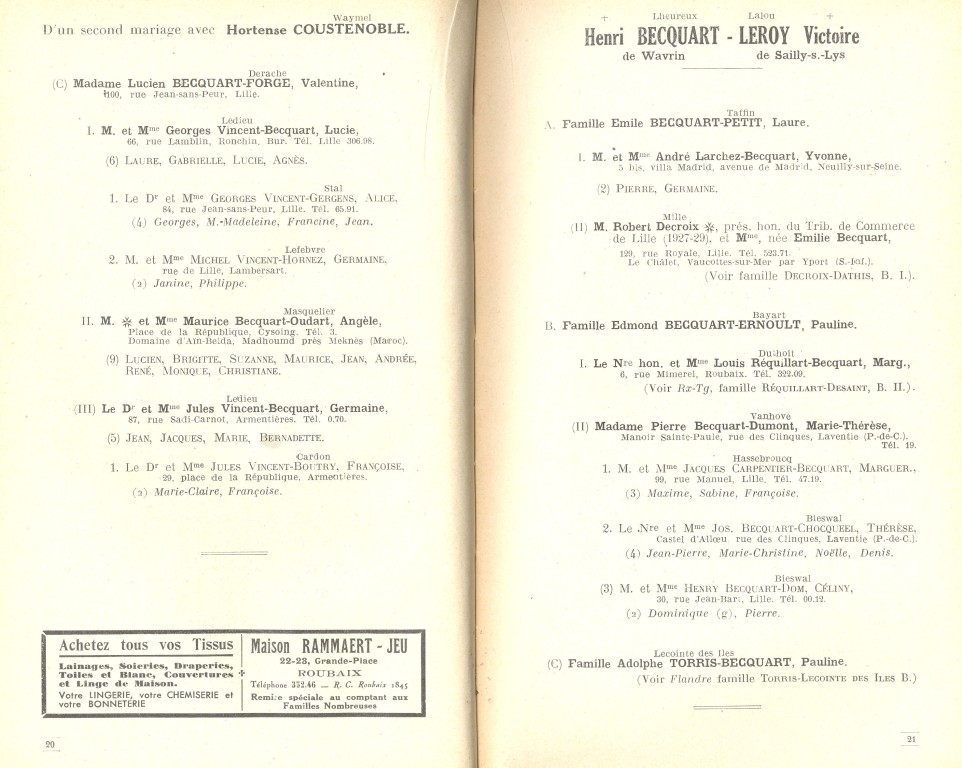 Waymel
D'un second mariage avec Hortense COUSTENOBLE.
Derache
(C) Madame Lucien BECQUART-FORGE, Valentine,
100, rue Jean-sans-Peur, Lille.
Ledieu
I. M. et Mme Georges Vincent-Becquart, Lucie,
66, rue Lamblin, Ronchin, Bur. Tél. Lille 306.98.
(6) LAURE, GABRIELLE, LUCIE, AGNÈS.
Stal
1. Le Dr et Mme GEORGES VINCENT-GERGENS, ALICE,
84, rue Jean-sans-Peur, Lille. Tél. 65.91.
(4) Georges, M.-Madeleine, Francine, Jean.
Lefebvre
2. M. et Mme MICHEL VINCENT-HORNEZ, GERMAINE,
rue de Lille, Lambersart.
(2) Janine, Philippe.
Masquelier
II. M. ※ et Mme Maurice Becquart-Oudart, Angèle,
Place de la République, Cysoing. Tél. 3.
Domaine d'Aïn-Beida, Madhoumd près Meknès (Maroc).
(9) LUCIEN, BRIGITTE, SUZANNE, MAURICE, JEAN, ANDRÉE,
RENÉ, MONIQUE, CHRISTIANE.
Ledieu
(III) Le Dr et Mme Jules Vincent-Becquart, Germaine,
87, rue Sadi-Carnot, Armentières. Tél. 0.70.
(5) JEAN, JACQUES, MARIE, BERNADETTE.
Cardon
1. Le Dr et Mme JULES VINCENT-BOUTRY, FRANÇOISE,
29, place de la République, Armentières.
(2) Marie-Claire, Françoise.
Achetez tous vos Tissus
Lainages, Soieries, Draperies,
Toiles et Blanc, Couvertures
et Linge de Maison.
Votre LINGERIE, votre CHEMISERIE et
votre BONNETERIE
Maison RAMMAERT - JEU
22-23, Grande-Place
ROUBAIX
Téléphone 352.46 — R. C. Roubaix 1845
Remise spéciale au comptant aux
Familles Nombreuses
20
+ Lheureux Lalou +
Henri BECQUART - LEROY Victoire
de Wavrin de Sailly-s.-Lys
Taffin
A. Famille Emile BECQUART-PETIT, Laure.
I. M. et Mme André Larchez-Becquart, Yvonne,
5 bis, villa Madrid, avenue de Madrid, Neuilly-sur-Seine.
(2) PIERRE, GERMAINE.
Mille
(II) M. Robert Decroix ※, prés. hon. du Trib. de Commerce
de Lille (1927-29), et Mme, née Emilie Becquart,
129, rue Royale, Lille. Tél. 523.71.
Le Châlet, Vaucottes-sur-Mer par Yport (S.-Inf.).
(Voir famille DECROIX-DATHIS, B. I.).
Bayart
B. Famille Edmond BECQUART-ERNOULT, Pauline.
Duthoit
I. Le Nre hon. et Mme Louis Réquillart-Becquart, Marg.,
6, rue Mimerel, Roubaix. Tél. 322.09.
(Voir Rx-Tg, famille RÉQUILLART-DESAINT, B. II.).
Vanhove
(II) Madame Pierre Becquart-Dumont, Marie-Thérèse,
Manoir Sainte-Paule, rue des Clinques, Laventie (P.-de-C.).
Tél. 19.
Hassebroucq
1. M. et Mme JACQUES CARPENTIER-BECQUART, MARGUER.,
99, rue Manuel, Lille. Tél. 47.19.
(3) Maxime, Sabine, Françoise.
Bieswal
2. Le Nre et Mme JOS. BECQUART-CHOCQUEEL, THÉRÈSE,
Castel d'Allœu, rue des Clinques, Laventie (P.-de-C.).
(4) Jean-Pierre, Marie-Christine, Noëlle, Denis.
Bieswal
(3) M. et Mme HENRY BECQUART-DOM, CÉLINY,
30, rue Jean-Bart, Lille. Tél. 00.12.
(2) Dominique (g), Pierre.
Lecointe des Iles
(C) Famille Adolphe TORRIS-BECQUART, Pauline.
(Voir Flandre famille TORRIS-LECOINTE DES ILES B.)
21